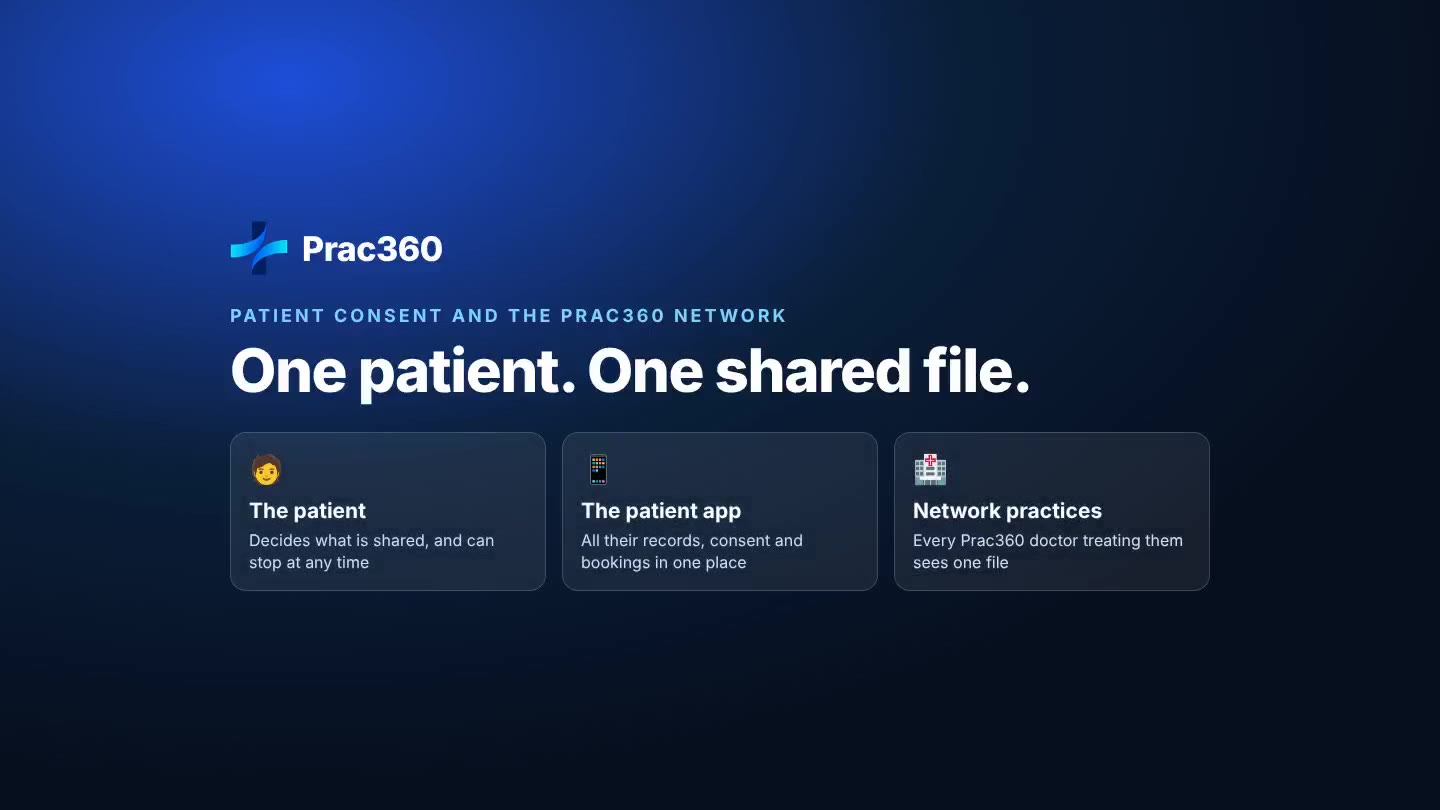 Prac360
PATIENT CONSENT AND THE PRAC360 NETWORK
One patient. One shared file.
The patient
Decides what is shared, and can
stop at any time
The patient app
All their records, consent and
bookings in one place
Network practices
Every Prac360 doctor treating them
sees one file